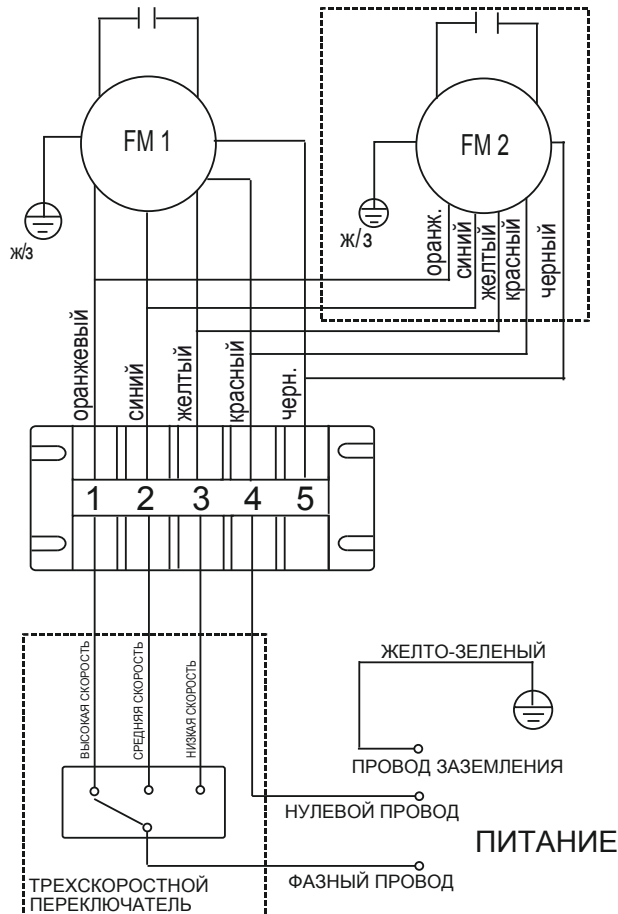 FM 1
FM 2
ж/з
ж/з
оранж.
синий
желтый
красный
черный
оранжевый
синий
желтый
красный
черн.
1 2 3 4 5
ВЫСОКАЯ СКОРОСТЬ
СРЕДНЯЯ СКОРОСТЬ
НИЗКАЯ СКОРОСТЬ
ЖЕЛТО-ЗЕЛЕНЫЙ
ПРОВОД ЗАЗЕМЛЕНИЯ
НУЛЕВОЙ ПРОВОД
ПИТАНИЕ
ФАЗНЫЙ ПРОВОД
ТРЕХСКОРОСТНОЙ
ПЕРЕКЛЮЧАТЕЛЬ